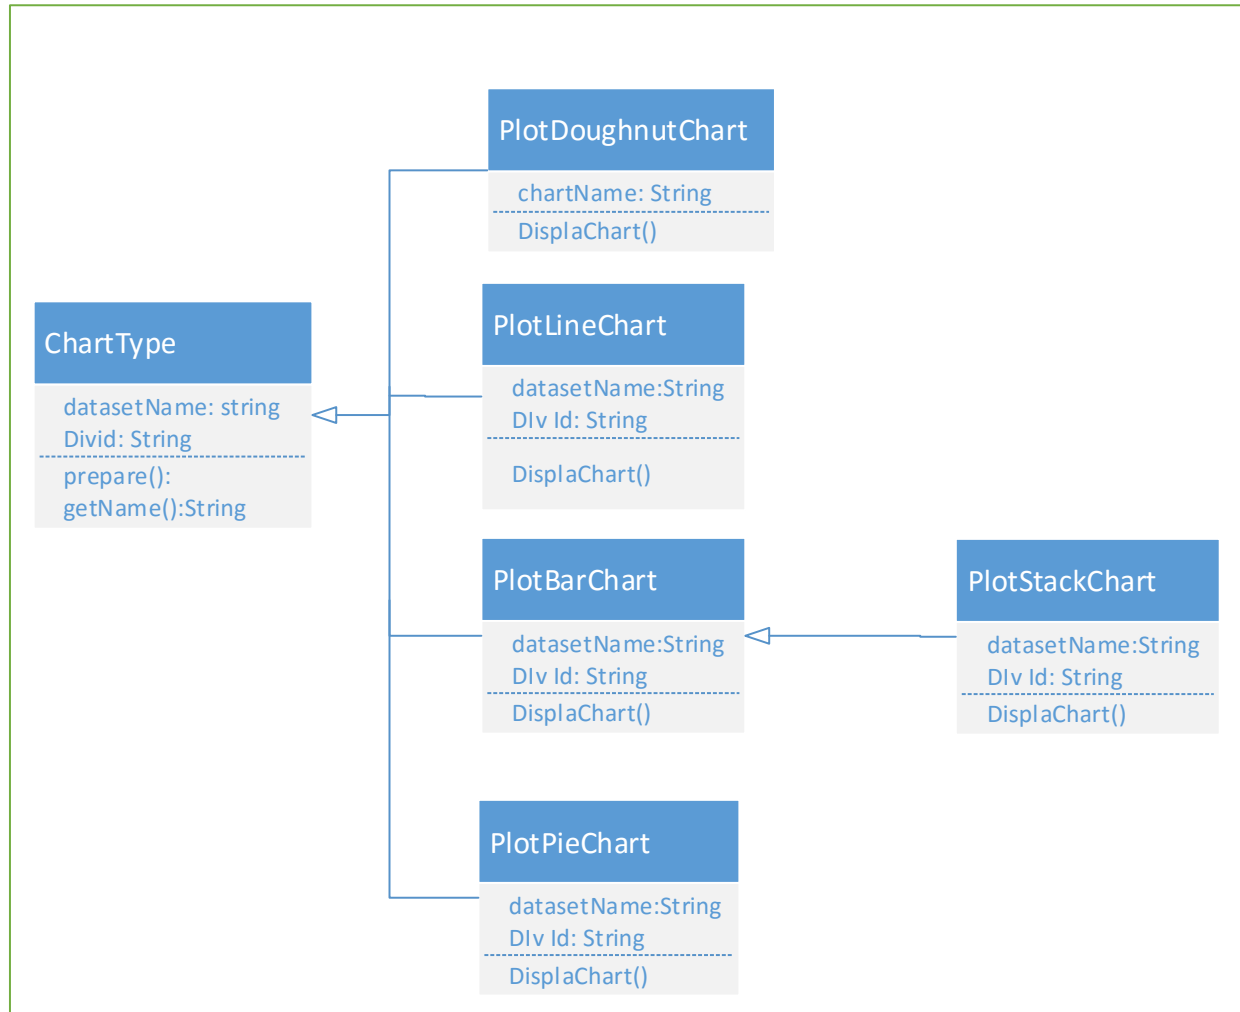 PlotDoughnutChart
chartName: String
DisplaChart()
ChartType
datasetName: string
Divid: String
prepare():
getName():String
PlotLineChart
datasetName:String
DIv Id: String
DisplaChart()
PlotBarChart
datasetName:String
DIv Id: String
DisplaChart()
PlotStackChart
datasetName:String
DIv Id: String
DisplaChart()
PlotPieChart
datasetName:String
DIv Id: String
DisplaChart()